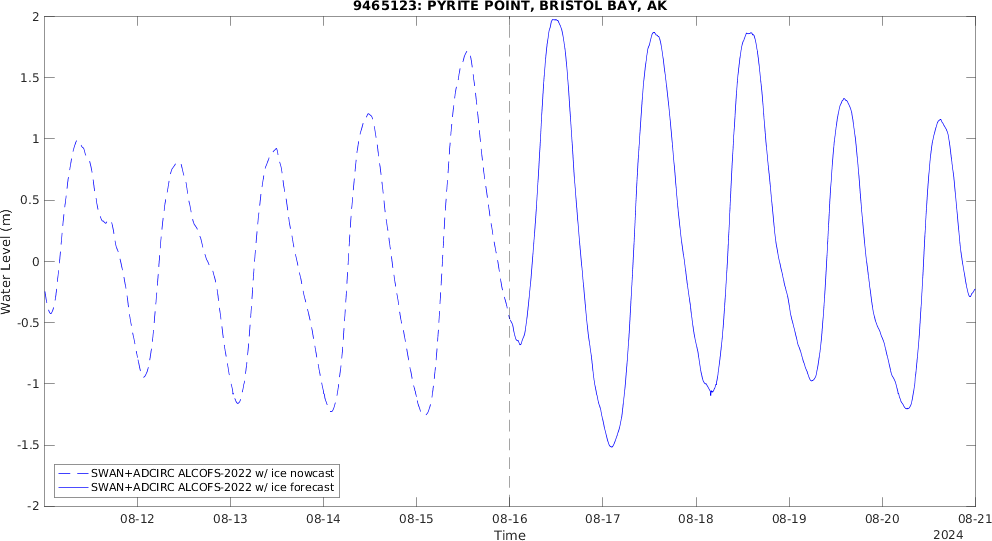 9465123: PYRITE POINT, BRISTOL BAY, AK
2
1.5
1
0.5
0
-0.5
-1
-1.5
-2
Water Level (m)
SWAN+ADCIRC ALCOFS-2022 w/ ice nowcast
SWAN+ADCIRC ALCOFS-2022 w/ ice forecast
08-12 08-13 08-14 08-15 08-16 08-17 08-18 08-19 08-20 08-21
Time
2024